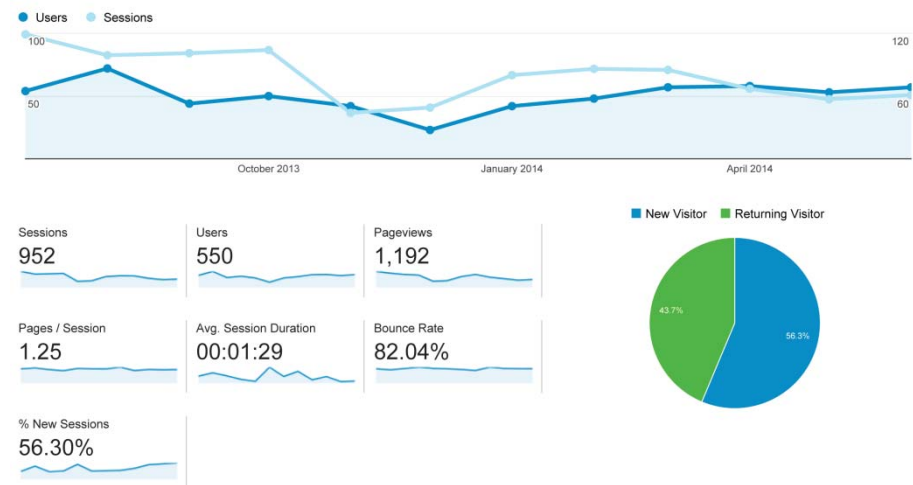 Users Sessions
100 120
50 60
October 2013 January 2014 April 2014
New Visitor Returning Visitor
Sessions Users Pageviews
952 550 1,192
43.7%
56.3%
Pages / Session Avg. Session Duration Bounce Rate
1.25 00:01:29 82.04%
% New Sessions
56.30%